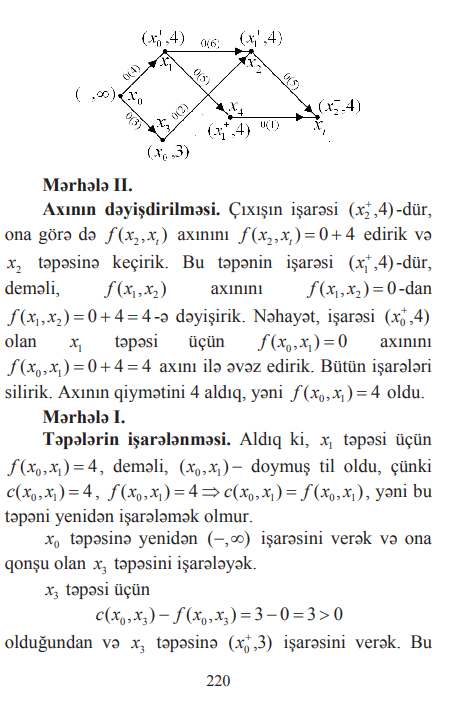 (x₀ᴵ,4) 0(6) (x₁ᴵ,4)
x₁ x₂
0(4) 0(5) 0(5)
( ,∞) x₀ 0(2) (x₂⁻,4)
0(3) x₃ x₄
(x₁⁺,4) 0(1) xₜ
(x₀,3)
Mərhələ II.
Axının dəyişdirilməsi. Çıxışın işarəsi (x₂⁺,4)-dür,
ona görə də f(x₂,xₜ) axınını f(x₂,xₜ)=0+4 edirik və
x₂ təpəsinə keçirik. Bu təpənin işarəsi (x₁⁺,4)-dür,
deməli, f(x₁,x₂) axınını f(x₁,x₂)=0-dan
f(x₁,x₂)=0+4=4-ə dəyişirik. Nəhayət, işarəsi (x₀⁺,4)
olan x₁ təpəsi üçün f(x₀,x₁)=0 axınını
f(x₀,x₁)=0+4=4 axını ilə əvəz edirik. Bütün işarələri
silirik. Axının qiymətini 4 aldıq, yəni f(x₀,x₁)=4 oldu.
Mərhələ I.
Təpələrin işarələnməsi. Aldıq ki, x₁ təpəsi üçün
f(x₀,x₁)=4, deməli, (x₀,x₁)− doymuş til oldu, çünki
c(x₀,x₁)=4, f(x₀,x₁)=4⇒c(x₀,x₁)=f(x₀,x₁), yəni bu
təpəni yenidən işarələmək olmur.
x₀ təpəsinə yenidən (−,∞) işarəsini verək və ona
qonşu olan x₃ təpəsini işarələyək.
x₃ təpəsi üçün
c(x₀,x₃)−f(x₀,x₃)=3−0=3>0
olduğundan və x₃ təpəsinə (x₀⁺,3) işarəsini verək. Bu
220